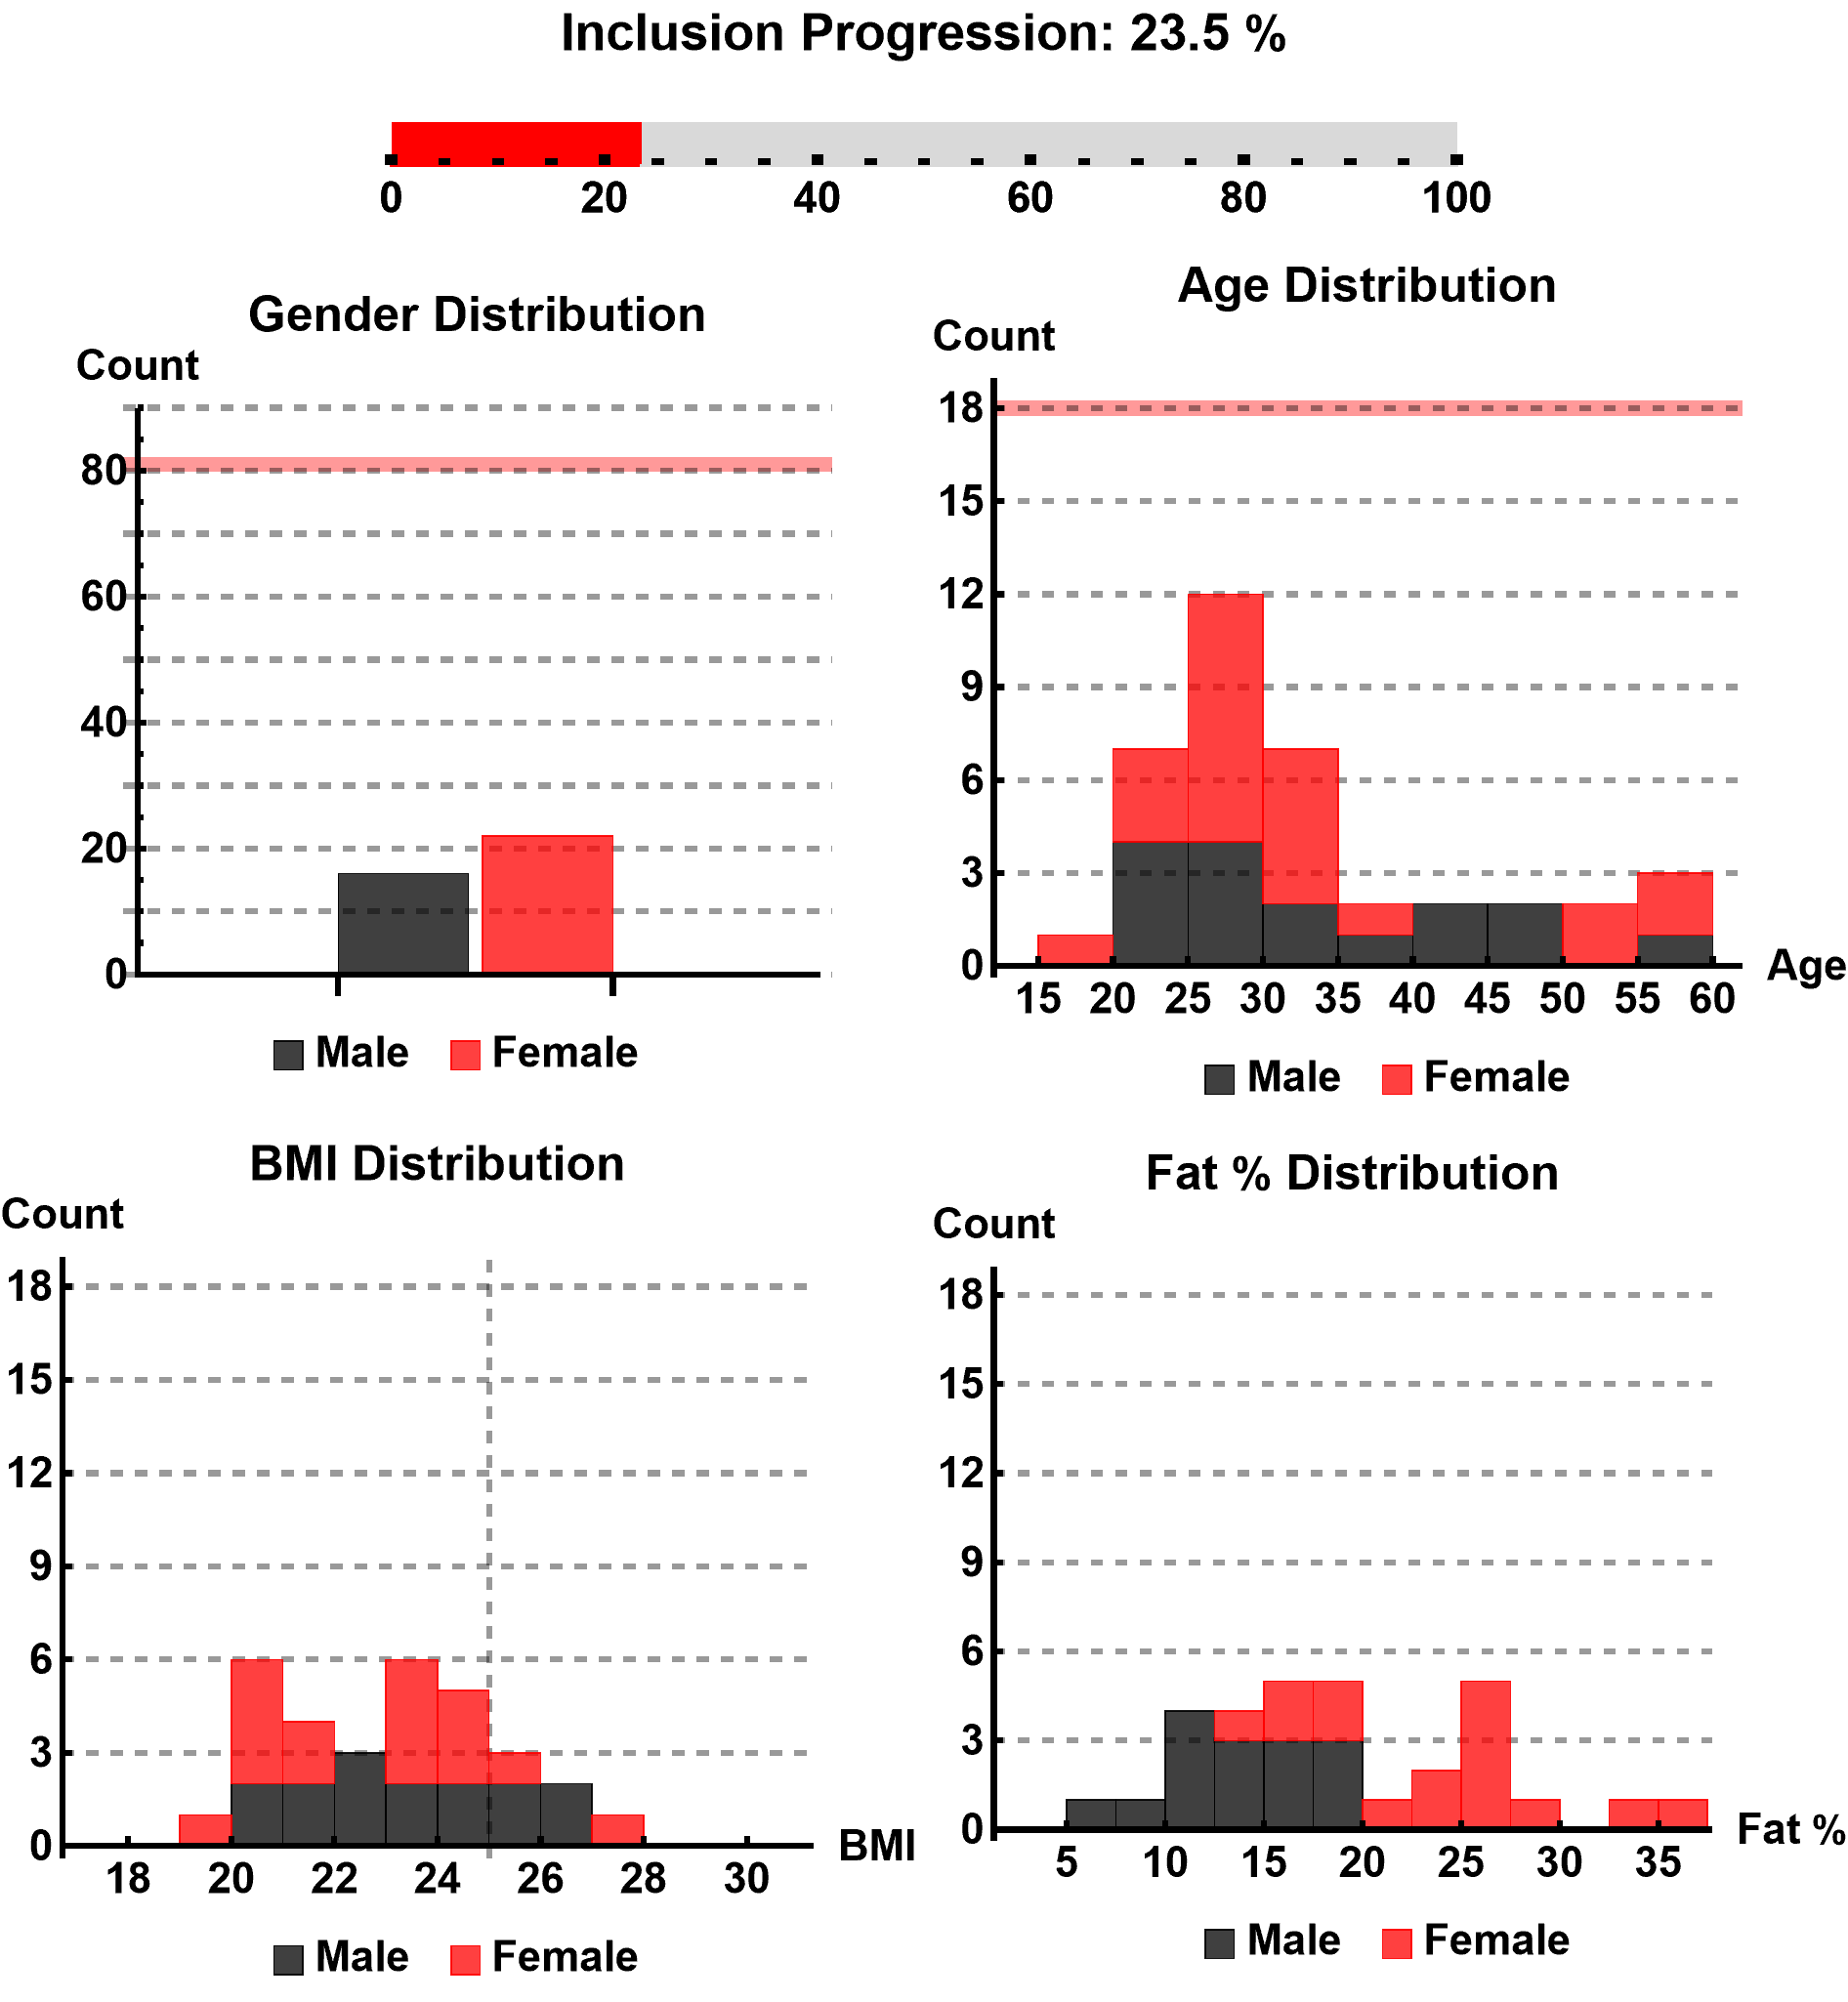 Inclusion Progression: 23.5 %
0 20 40 60 80 100
Gender Distribution
Count
80
60
40
20
0
Male Female
Age Distribution
Count
18
15
12
9
6
3
0
15 20 25 30 35 40 45 50 55 60
Age
Male Female
BMI Distribution
Count
18
15
12
9
6
3
0
18 20 22 24 26 28 30
BMI
Male Female
Fat % Distribution
Count
18
15
12
9
6
3
0
5 10 15 20 25 30 35
Fat %
Male Female